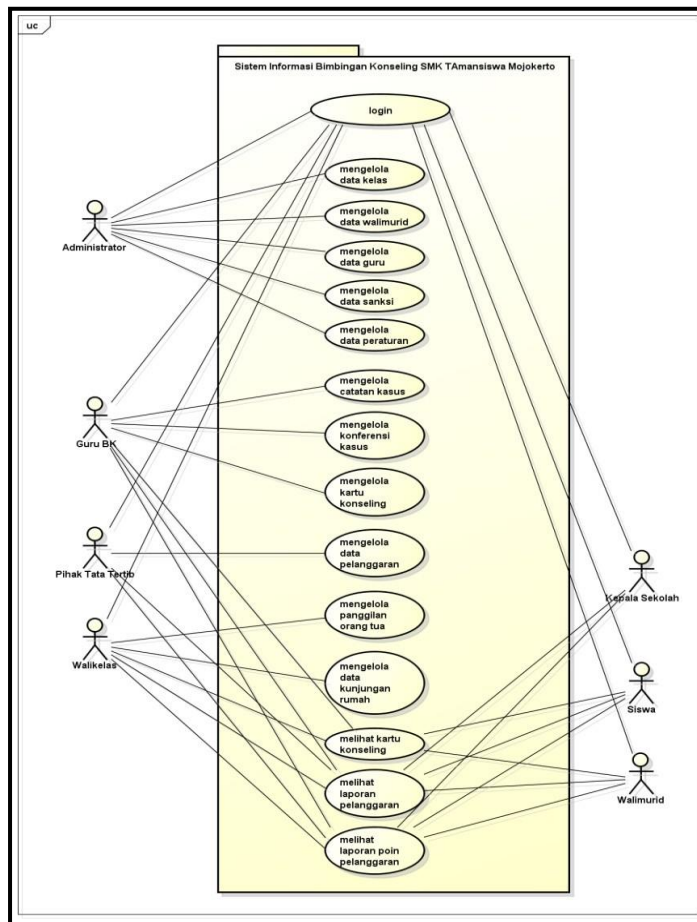 uc
Sistem Informasi Bimbingan Konseling SMK TAmansiswa Mojokerto
login
mengelola
data kelas
mengelola
data walimurid
mengelola
data guru
mengelola
data sanksi
mengelola
data peraturan
mengelola
catatan kasus
mengelola
konferensi
kasus
mengelola
kartu
konseling
mengelola
data
pelanggaran
mengelola
panggilan
orang tua
mengelola
data
kunjungan
rumah
melihat kartu
konseling
melihat
laporan
pelanggaran
melihat
laporan poin
pelanggaran
Administrator
Guru BK
Pihak Tata Tertib
Walikelas
Kepala Sekolah
Siswa
Walimurid